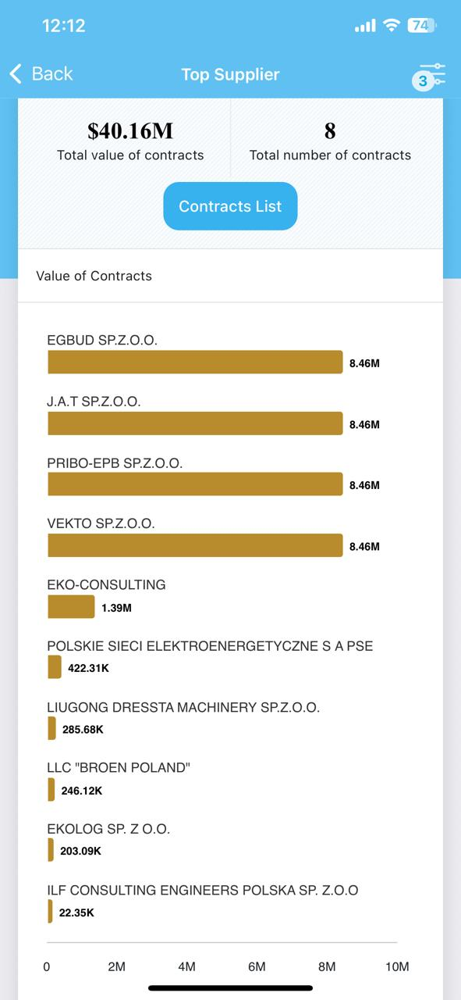 12:12
74
Back
Top Supplier
3
$40.16M
8
Total value of contracts
Total number of contracts
Contracts List
Value of Contracts
EGBUD SP.Z.O.O.
8.46M
J.A.T SP.Z.O.O.
8.46M
PRIBO-EPB SP.Z.O.O.
8.46M
VEKTO SP.Z.O.O.
8.46M
EKO-CONSULTING
1.39M
POLSKIE SIECI ELEKTROENERGETYCZNE S A PSE
422.31K
LIUGONG DRESSTA MACHINERY SP.Z.O.O.
285.68K
LLC "BROEN POLAND"
246.12K
EKOLOG SP. Z O.O.
203.09K
ILF CONSULTING ENGINEERS POLSKA SP. Z.O.O
22.35K
0 2M 4M 6M 8M 10M